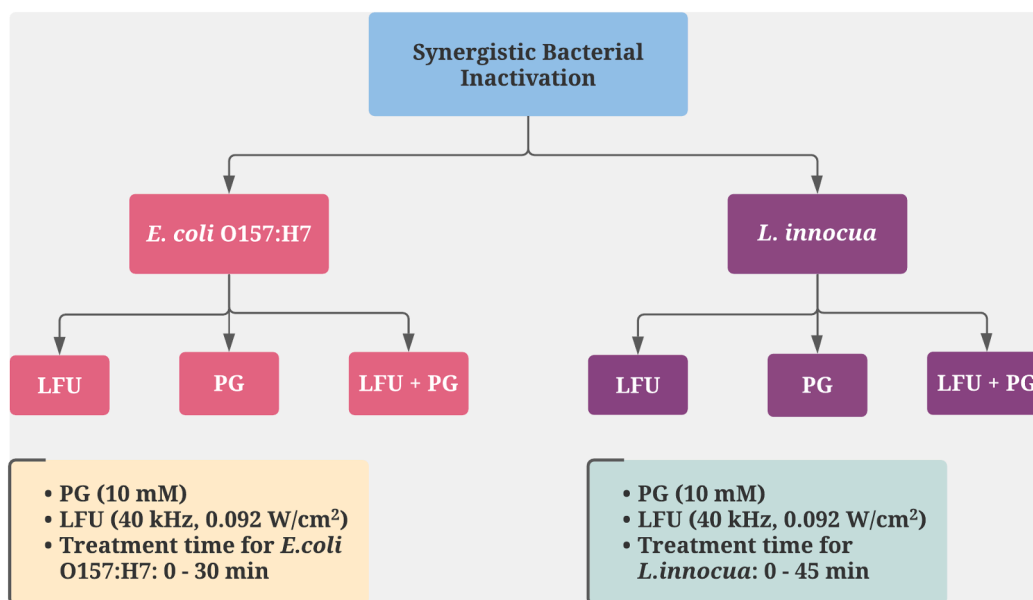 Synergistic Bacterial
Inactivation
E. coli O157:H7
L. innocua
LFU
PG
LFU + PG
LFU
PG
LFU + PG
• PG (10 mM)
• LFU (40 kHz, 0.092 W/cm²)
• Treatment time for E.coli
O157:H7: 0 - 30 min
• PG (10 mM)
• LFU (40 kHz, 0.092 W/cm²)
• Treatment time for
L.innocua: 0 - 45 min